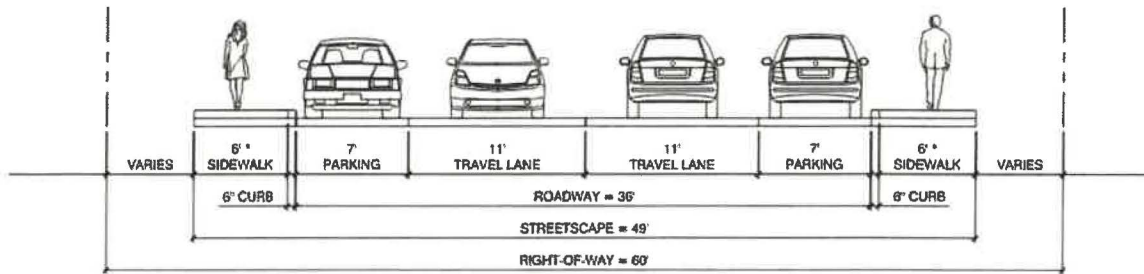 6' *
7'
11'
11'
7'
6' *
VARIES
SIDEWALK
PARKING
TRAVEL LANE
TRAVEL LANE
PARKING
SIDEWALK
VARIES
6" CURB
ROADWAY = 36'
6" CURB
STREETSCAPE = 49'
RIGHT-OF-WAY = 60'